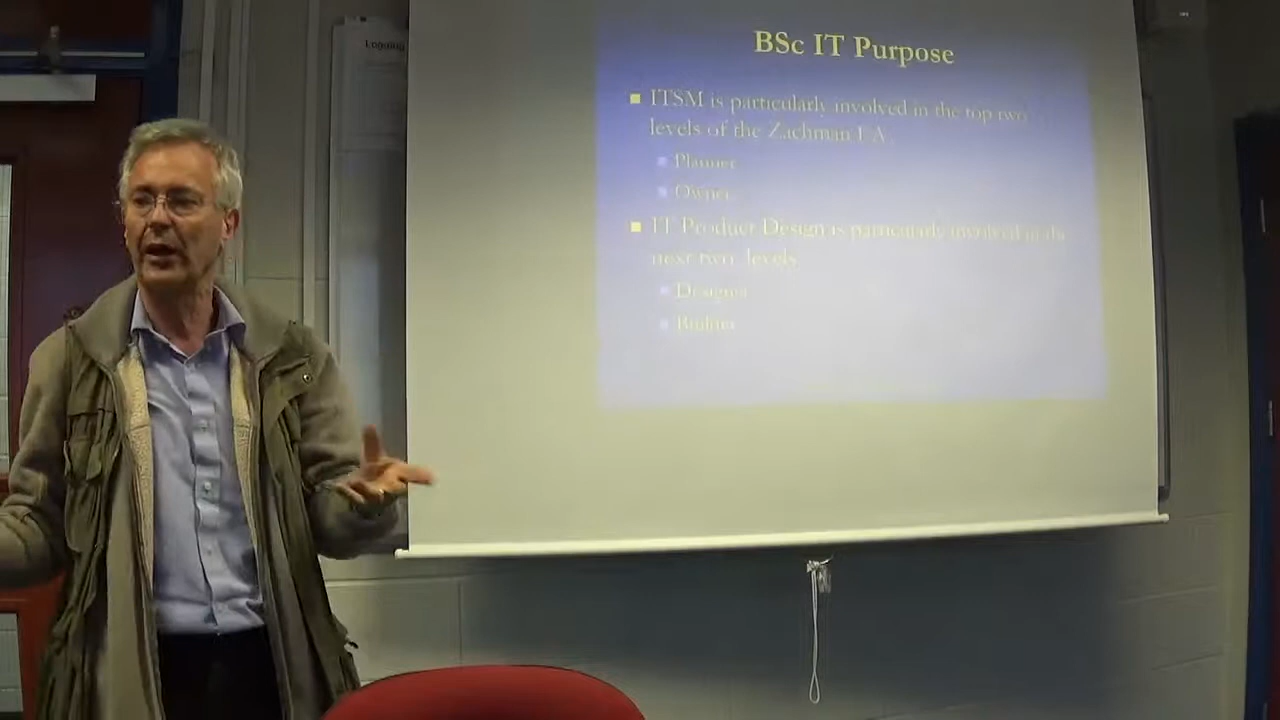 Logging
BSc IT Purpose
ITSM is particularly involved in the top two
levels of the Zachman EA
Planner
Owner
IT Product Design is particularly involved in the
next two levels
Designer
Builder